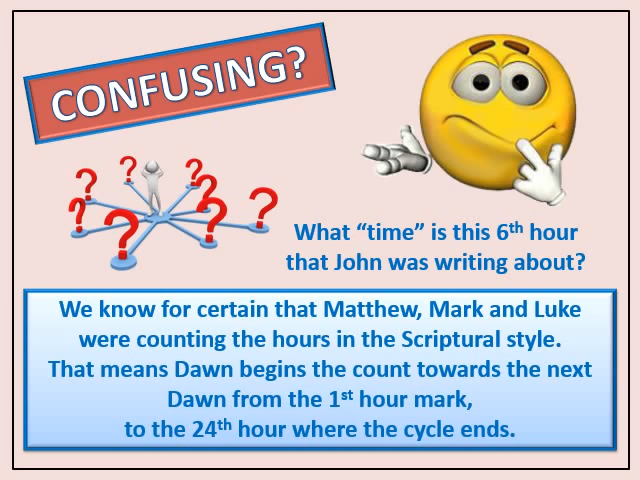 CONFUSING?
What “time” is this 6th hour
that John was writing about?
We know for certain that Matthew, Mark and Luke
were counting the hours in the Scriptural style.
That means Dawn begins the count towards the next
Dawn from the 1st hour mark,
to the 24th hour where the cycle ends.